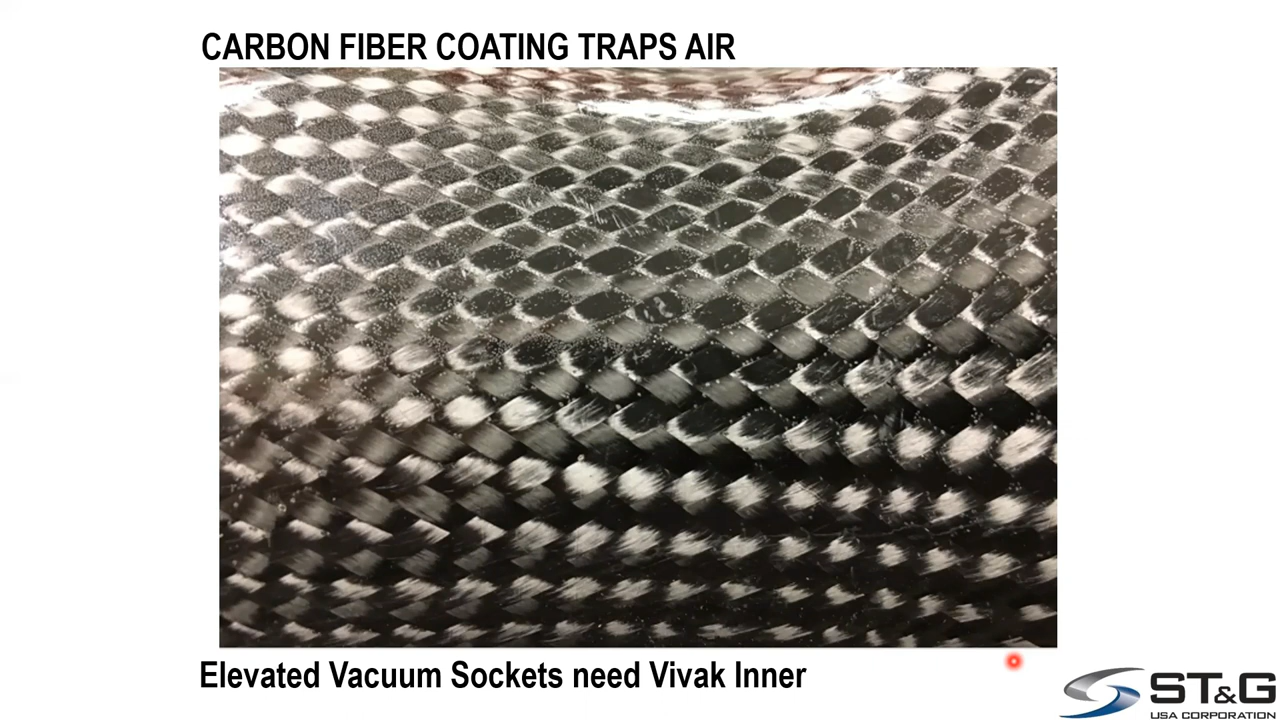 CARBON FIBER COATING TRAPS AIR
Elevated Vacuum Sockets need Vivak Inner
ST&G
USA CORPORATION